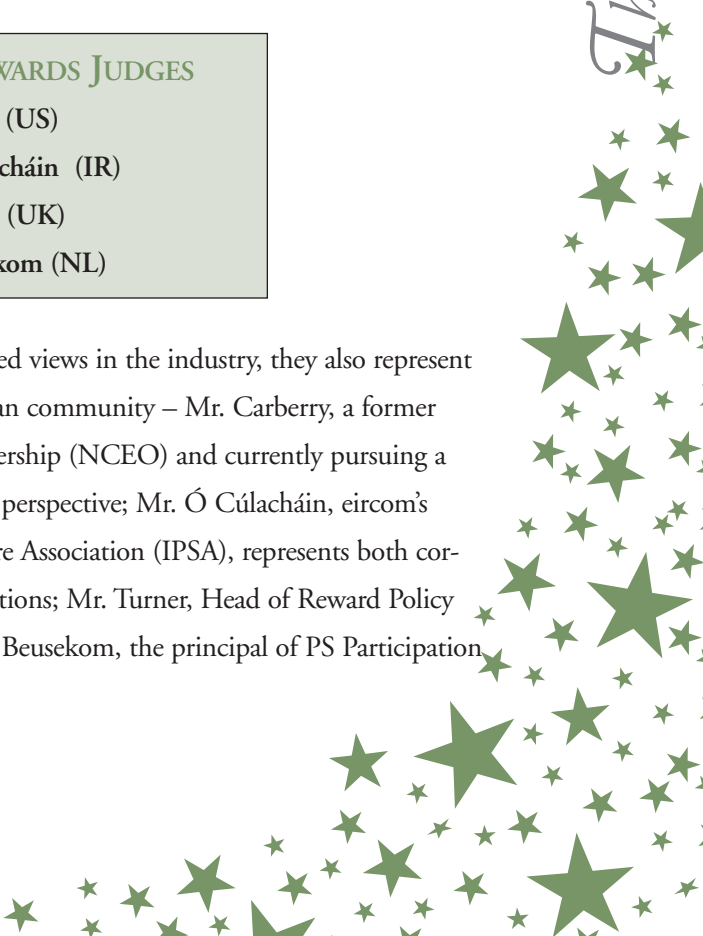 WARDS JUDGES
(US)
cháin (IR)
(UK)
kom (NL)
ed views in the industry, they also represent
an community – Mr. Carberry, a former
ership (NCEO) and currently pursuing a
perspective; Mr. Ó Cúlacháin, eircom’s
re Association (IPSA), represents both cor-
tions; Mr. Turner, Head of Reward Policy
Beusekom, the principal of PS Participation
Th